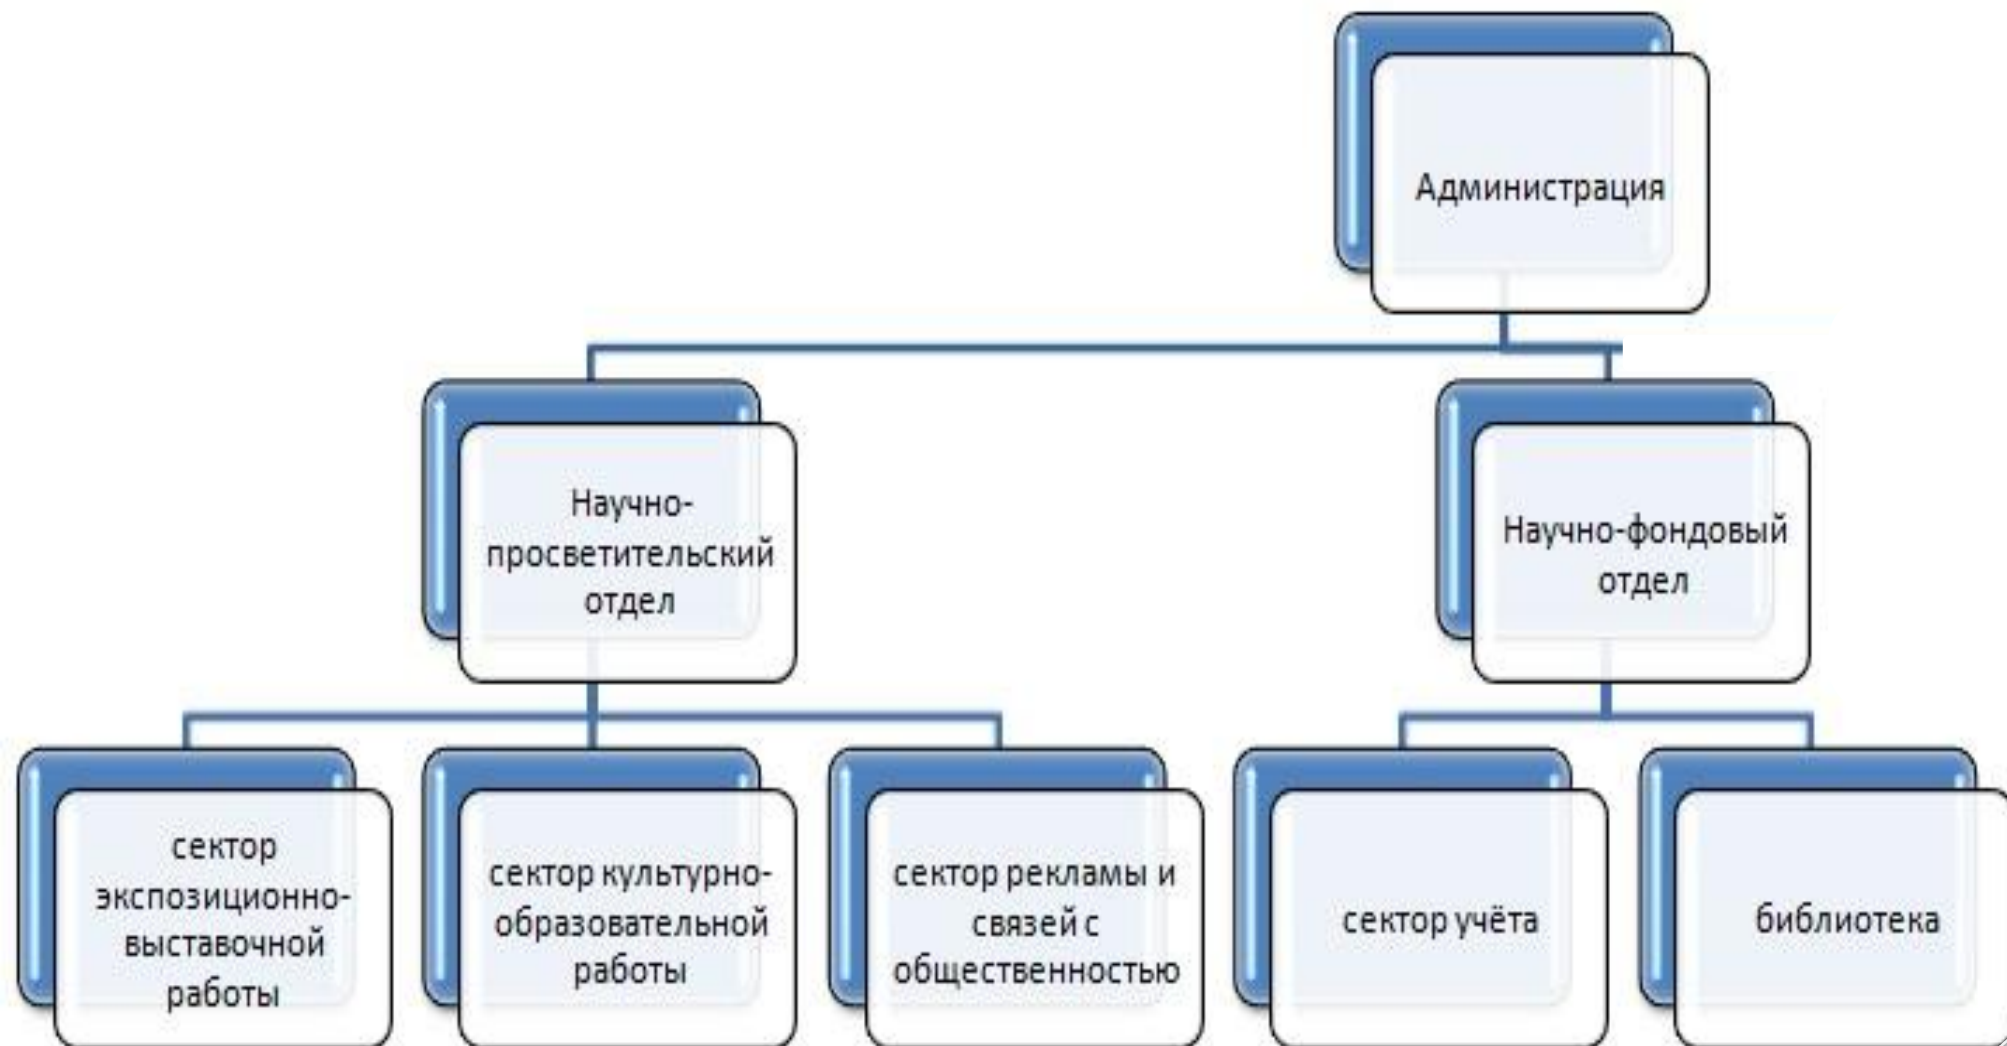 Администрация
Научно-
просветительский
отдел
Научно-фондовый
отдел
сектор
экспозиционно-
выставочной
работы
сектор культурно-
образовательной
работы
сектор рекламы и
связей с
общественностью
сектор учёта
библиотека